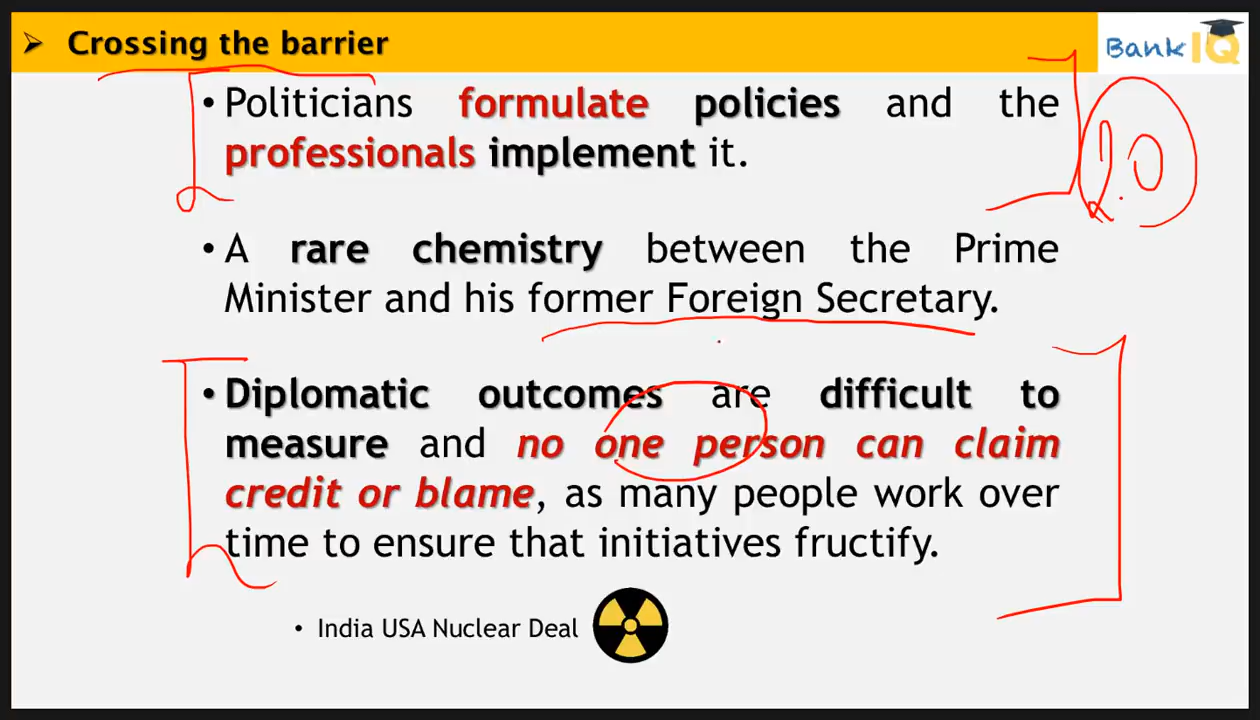 ➤ Crossing the barrier
Bank IQ
• Politicians formulate policies and the
professionals implement it.
2.0
• A rare chemistry between the Prime
Minister and his former Foreign Secretary.
• Diplomatic outcomes are difficult to
measure and no one person can claim
credit or blame, as many people work over
time to ensure that initiatives fructify.
• India USA Nuclear Deal